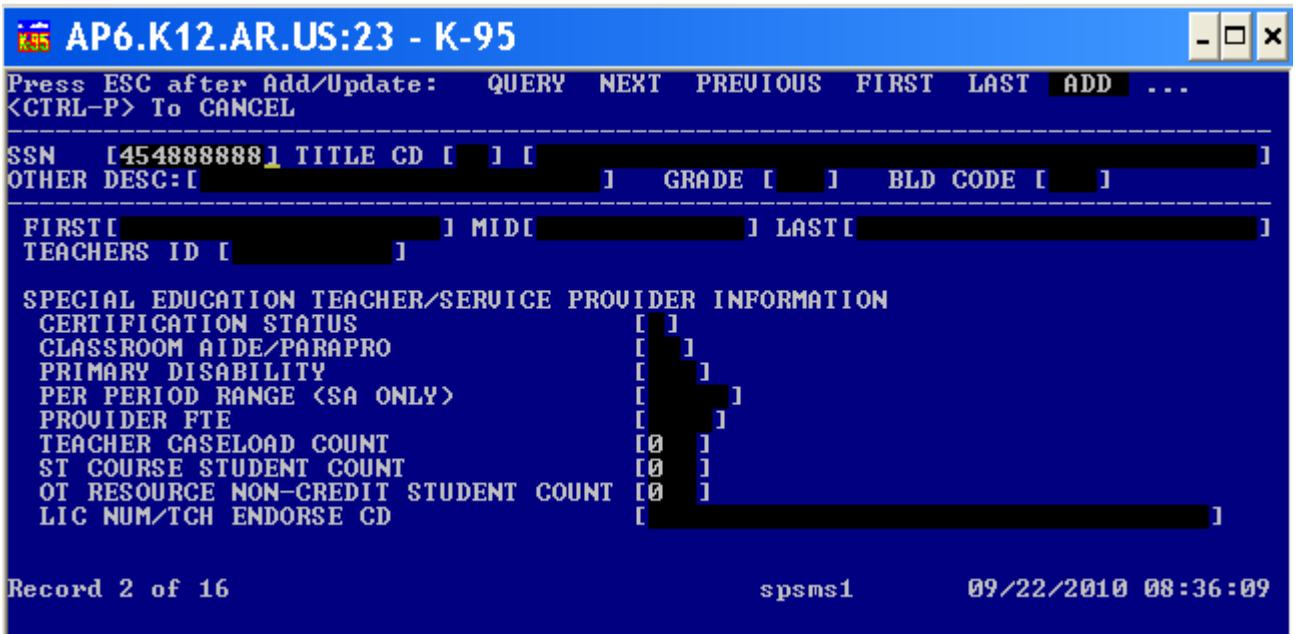 AP6.K12.AR.US:23 - K-95
Press ESC after Add/Update: QUERY NEXT PREVIOUS FIRST LAST ADD ...
<CTRL-P> To CANCEL
SSN [454888888] TITLE CD [ ] [ ]
OTHER DESC:[ ] GRADE [ ] BLD CODE [ ]
FIRST[ ] MID[ ] LAST[ ]
TEACHERS ID [ ]
SPECIAL EDUCATION TEACHER/SERVICE PROVIDER INFORMATION
CERTIFICATION STATUS [ ]
CLASSROOM AIDE/PARAPRO [ ]
PRIMARY DISABILITY [ ]
PER PERIOD RANGE (SA ONLY) [ ]
PROVIDER FTE [ ]
TEACHER CASELOAD COUNT [0 ]
ST COURSE STUDENT COUNT [0 ]
OT RESOURCE NON-CREDIT STUDENT COUNT [0 ]
LIC NUM/TCH ENDORSE CD [ ]
Record 2 of 16 spsms1 09/22/2010 08:36:09